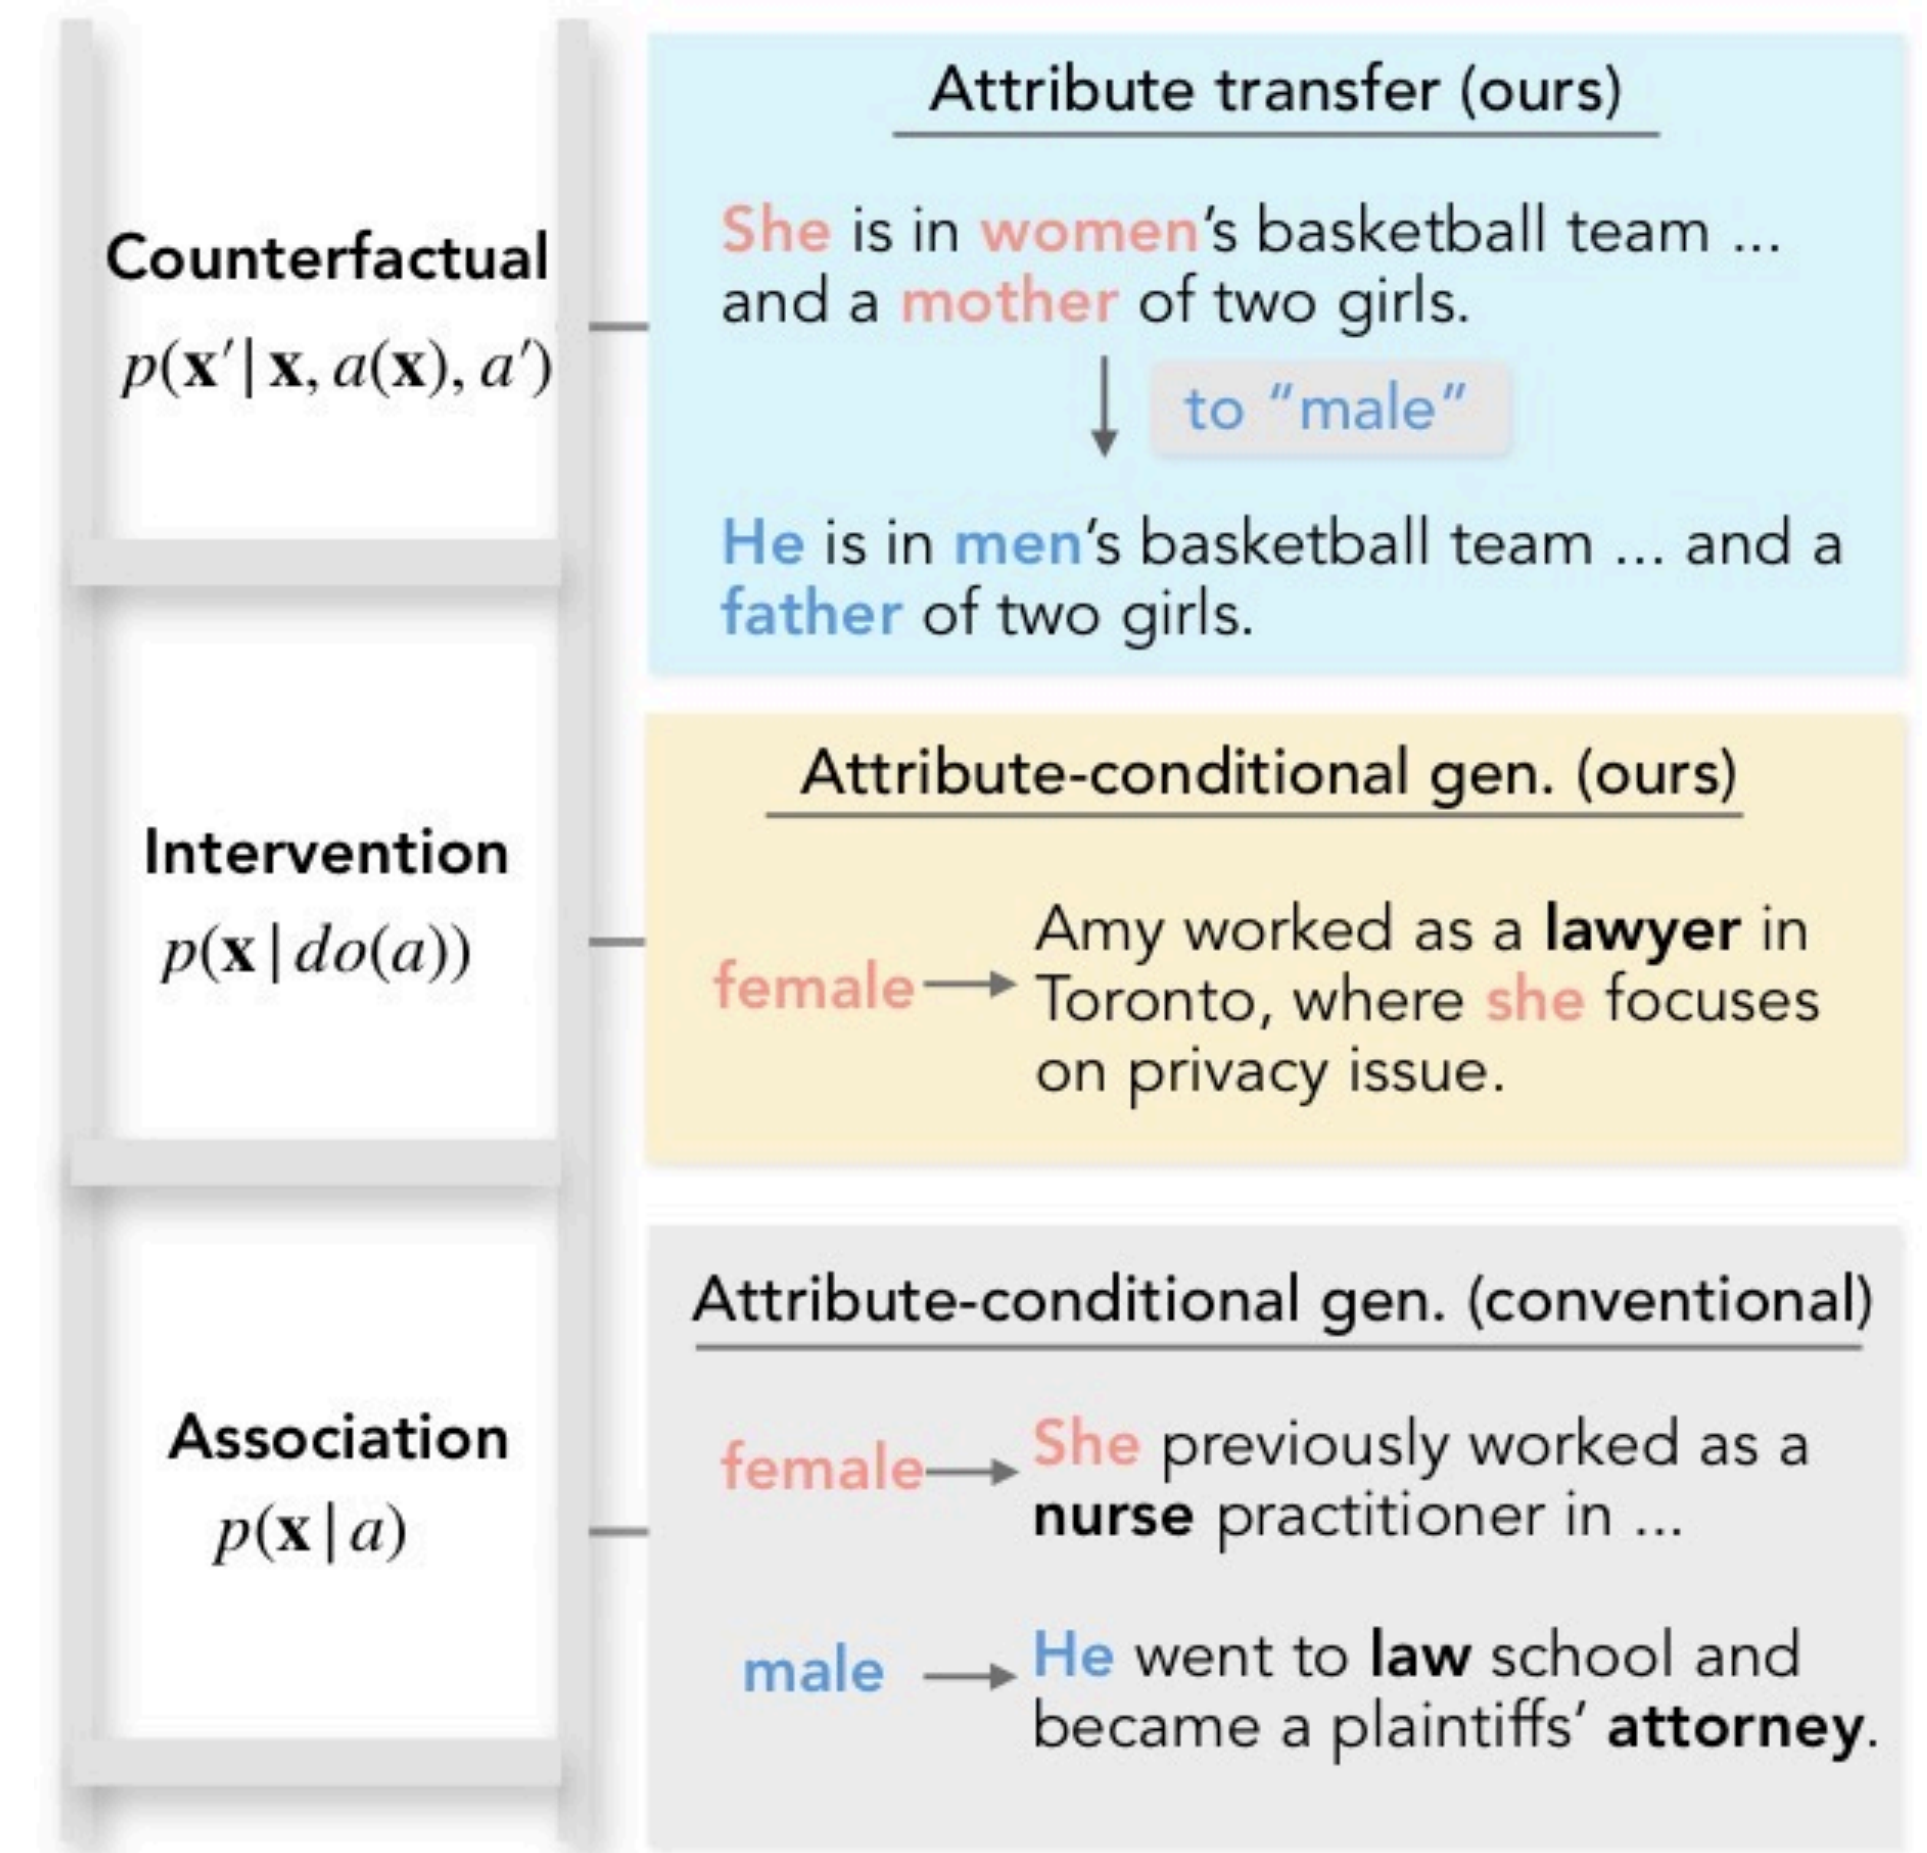 Attribute transfer (ours)
She is in women's basketball team ...
and a mother of two girls.
Counterfactual
p(x′|x, a(x), a′)
to “male”
He is in men's basketball team ... and a
father of two girls.
Attribute-conditional gen. (ours)
Intervention
p(x|do(a))
female
Amy worked as a lawyer in
Toronto, where she focuses
on privacy issue.
Attribute-conditional gen. (conventional)
Association
p(x|a)
female
She previously worked as a
nurse practitioner in ...
male
He went to law school and
became a plaintiffs' attorney.